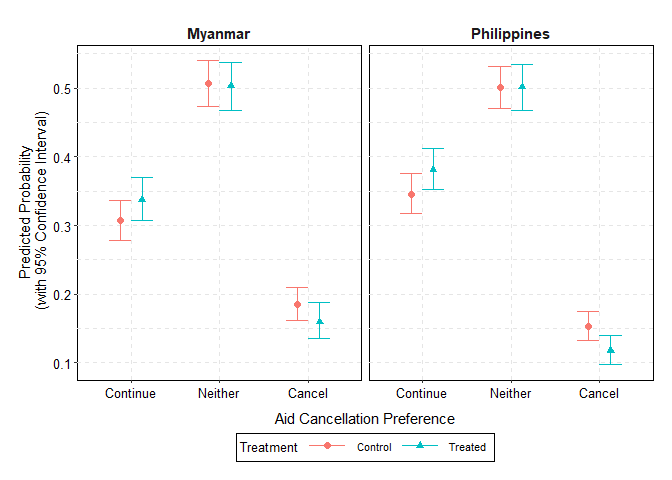 Myanmar
Philippines
Predicted Probability
(with 95% Confidence Interval)
0.5
0.4
0.3
0.2
0.1
Continue
Neither
Cancel
Continue
Neither
Cancel
Aid Cancellation Preference
Treatment
Control
Treated